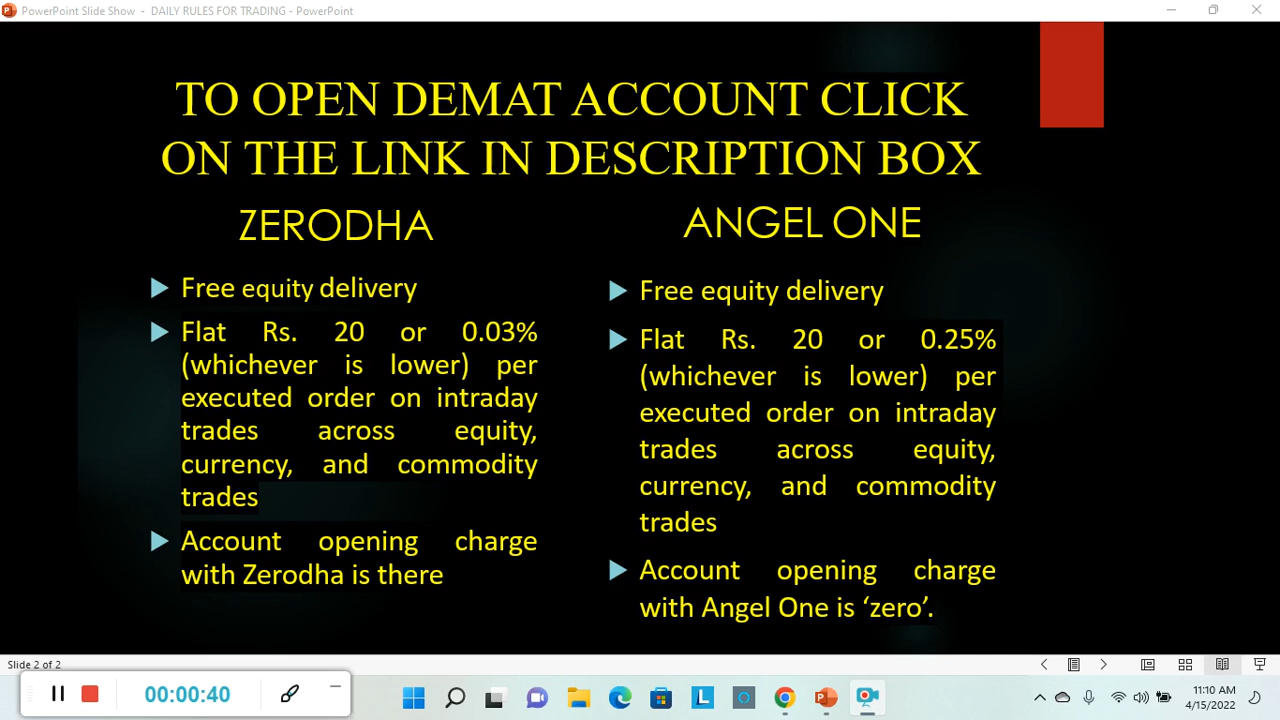 PowerPoint Slide Show - DAILY RULES FOR TRADING - PowerPoint
TO OPEN DEMAT ACCOUNT CLICK
ON THE LINK IN DESCRIPTION BOX
ZERODHA
Free equity delivery
Flat Rs. 20 or 0.03%
(whichever is lower) per
executed order on intraday
trades across equity,
currency, and commodity
trades
Account opening charge
with Zerodha is there
ANGEL ONE
Free equity delivery
Flat Rs. 20 or 0.25%
(whichever is lower) per
executed order on intraday
trades across equity,
currency, and commodity
trades
Account opening charge
with Angel One is ‘zero’.
Slide 2 of 2
00:00:40
11:10 AM
4/15/2022